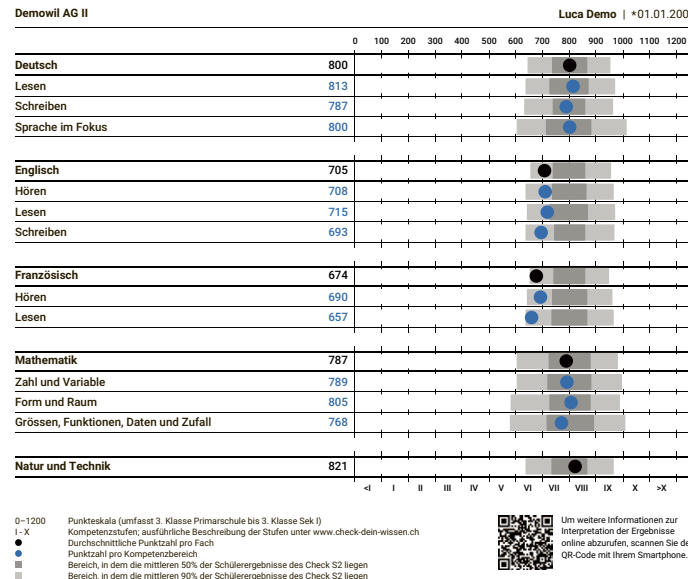 Demowil AG II
Luca Demo | *01.01.200
0 100 200 300 400 500 600 700 800 900 1000 1100 1200
Deutsch 800
Lesen 813
Schreiben 787
Sprache im Fokus 800
Englisch 705
Hören 708
Lesen 715
Schreiben 693
Französisch 674
Hören 690
Lesen 657
Mathematik 787
Zahl und Variable 789
Form und Raum 805
Grössen, Funktionen, Daten und Zufall 768
Natur und Technik 821
<I I II III IV V VI VII VIII IX X >X
0–1200 Punkteskala (umfasst 3. Klasse Primarschule bis 3. Klasse Sek I)
I - X Kompetenzstufen; ausführliche Beschreibung der Stufen unter www.check-dein-wissen.ch
Durchschnittliche Punktzahl pro Fach
Punktzahl pro Kompetenzbereich
Bereich, in dem die mittleren 50% der Schülerergebnisse des Check S2 liegen
Bereich, in dem die mittleren 90% der Schülerergebnisse des Check S2 liegen
Um weitere Informationen zur
Interpretation der Ergebnisse
online abzurufen, scannen Sie de
QR-Code mit Ihrem Smartphone.